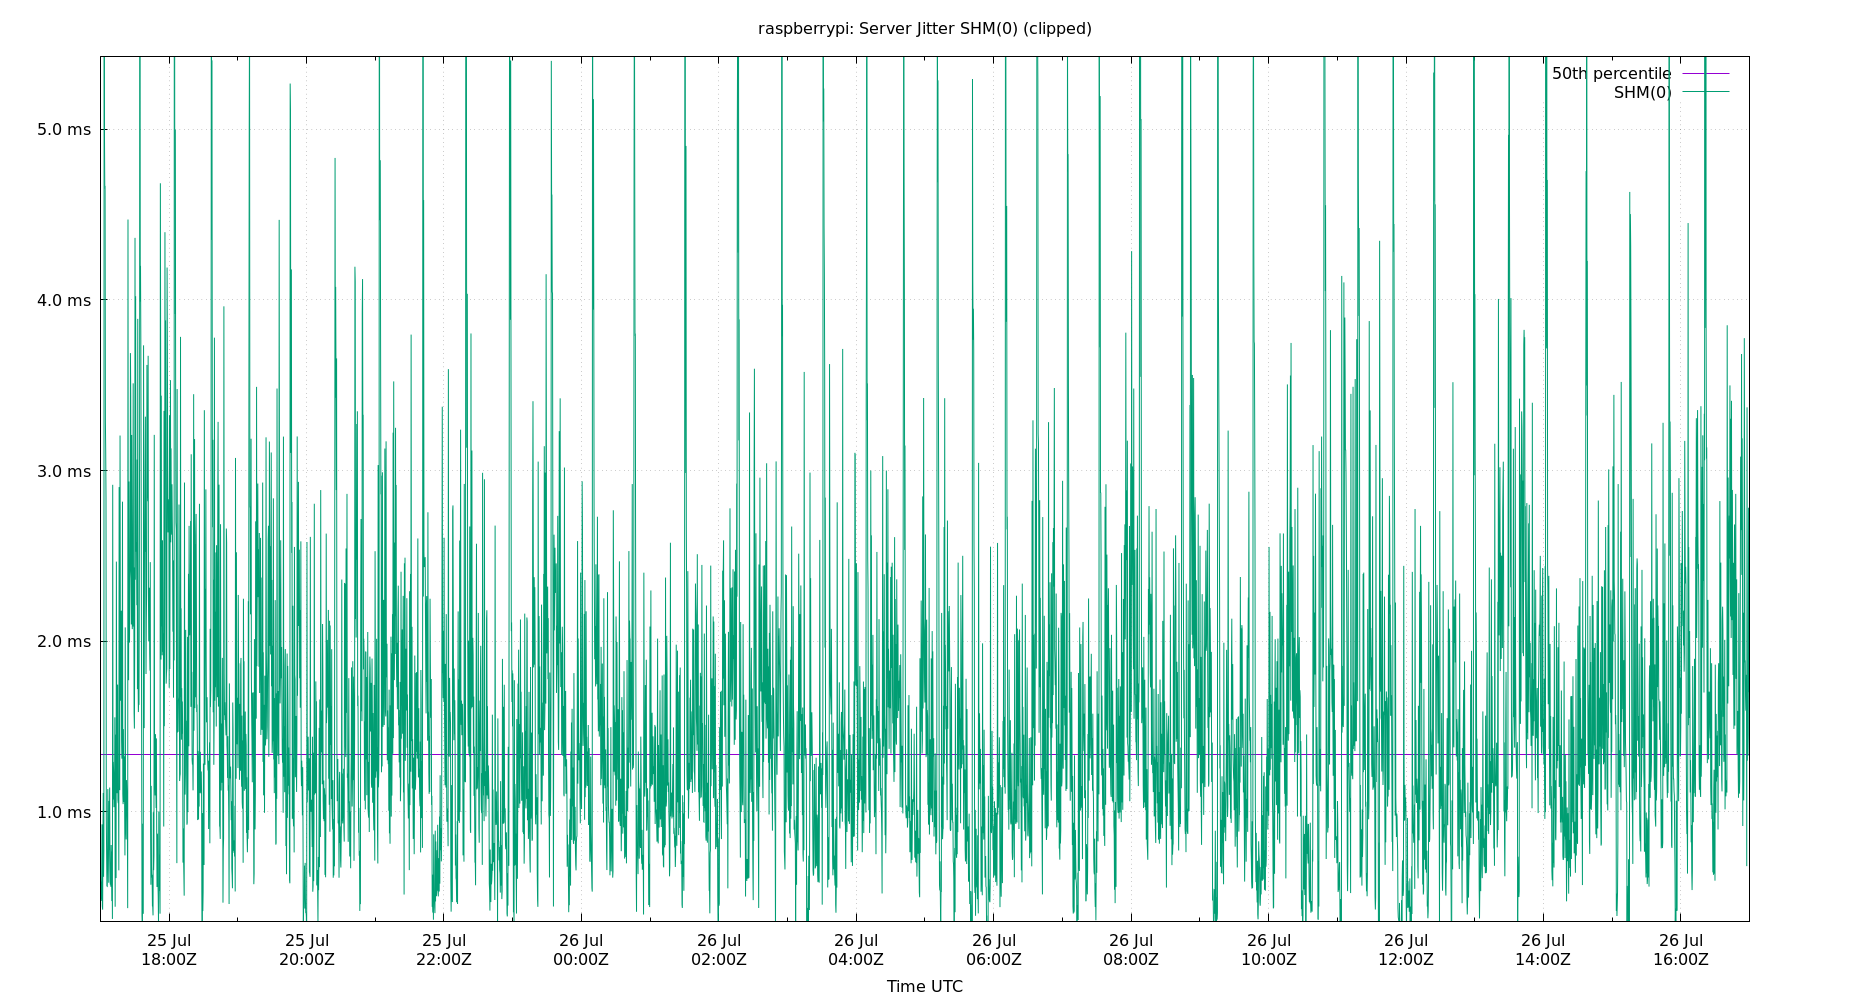 raspberrypi: Server Jitter SHM(0) (clipped)
50th percentile
SHM(0)
5.0 ms
4.0 ms
3.0 ms
2.0 ms
1.0 ms
25 Jul 25 Jul 25 Jul 26 Jul 26 Jul 26 Jul 26 Jul 26 Jul 26 Jul 26 Jul 26 Jul 26 Jul
18:00Z 20:00Z 22:00Z 00:00Z 02:00Z 04:00Z 06:00Z 08:00Z 10:00Z 12:00Z 14:00Z 16:00Z
Time UTC